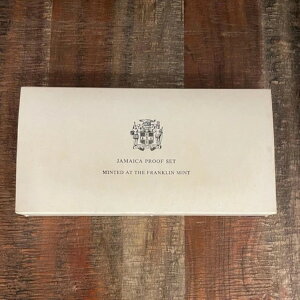 JAMAICA PROOF SET
MINTED AT THE FRANKLIN MINT